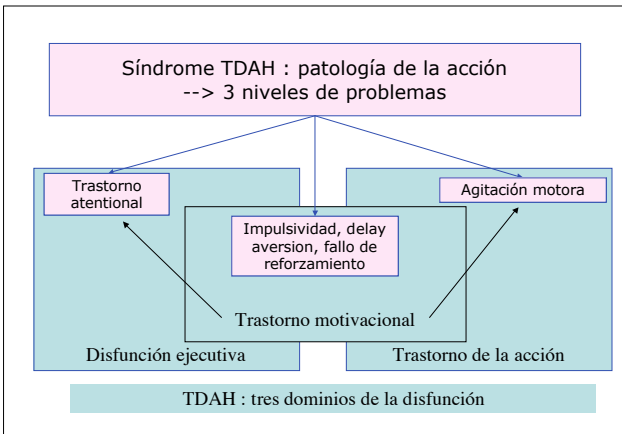 Síndrome TDAH : patología de la acción
--> 3 niveles de problemas
Trastorno
atentional
Agitación motora
Impulsividad, delay
aversion, fallo de
reforzamiento
Trastorno motivacional
Disfunción ejecutiva
Trastorno de la acción
TDAH : tres dominios de la disfunción